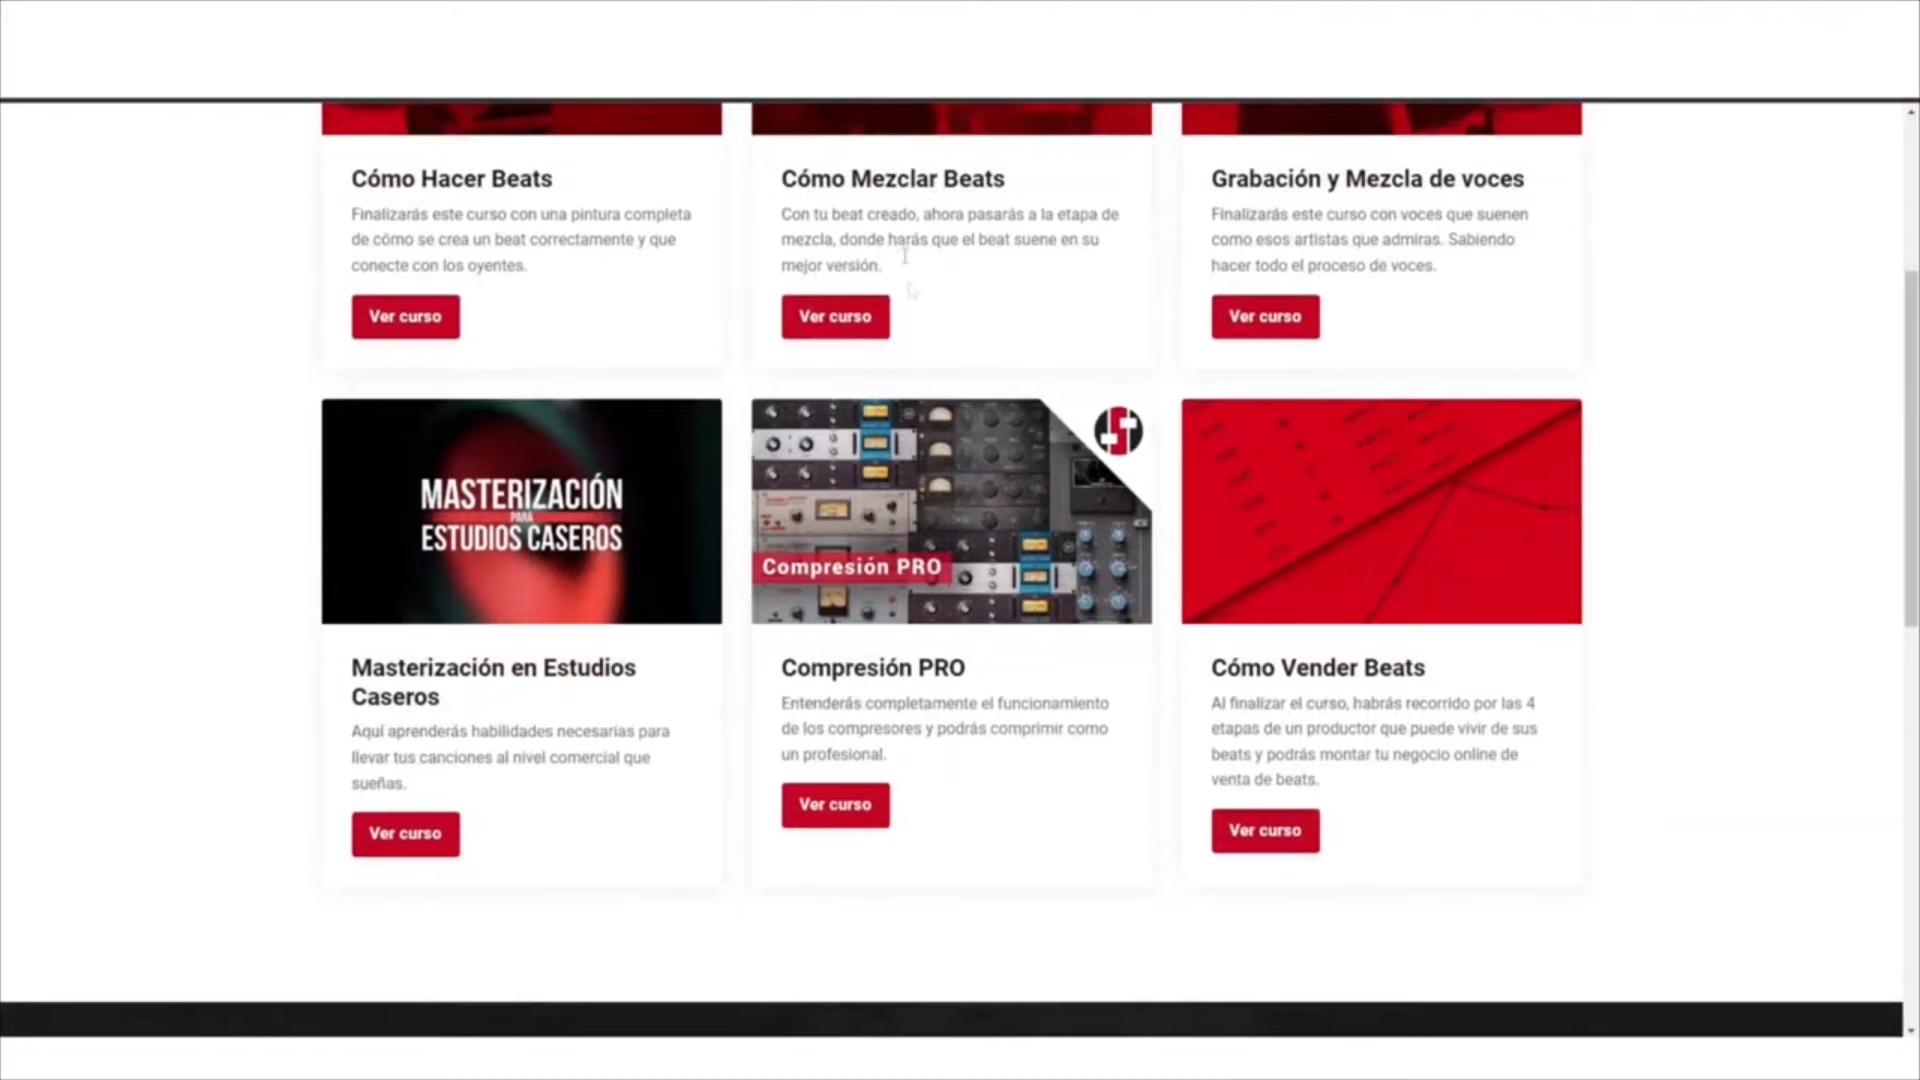 Cómo Hacer Beats
Finalizarás este curso con una pintura completa
de cómo se crea un beat correctamente y que
conecte con los oyentes.
Ver curso
Cómo Mezclar Beats
Con tu beat creado, ahora pasarás a la etapa de
mezcla, donde harás que el beat suene en su
mejor versión.
Ver curso
Grabación y Mezcla de voces
Finalizarás este curso con voces que suenen
como esos artistas que admiras. Sabiendo
hacer todo el proceso de voces.
Ver curso
MASTERIZACIÓN
PARA
ESTUDIOS CASEROS
Masterización en Estudios
Caseros
Aquí aprenderás habilidades necesarias para
llevar tus canciones al nivel comercial que
sueñas.
Ver curso
Compresión PRO
Compresión PRO
Entenderás completamente el funcionamiento
de los compresores y podrás comprimir como
un profesional.
Ver curso
Cómo Vender Beats
Al finalizar el curso, habrás recorrido por las 4
etapas de un productor que puede vivir de sus
beats y podrás montar tu negocio online de
venta de beats.
Ver curso